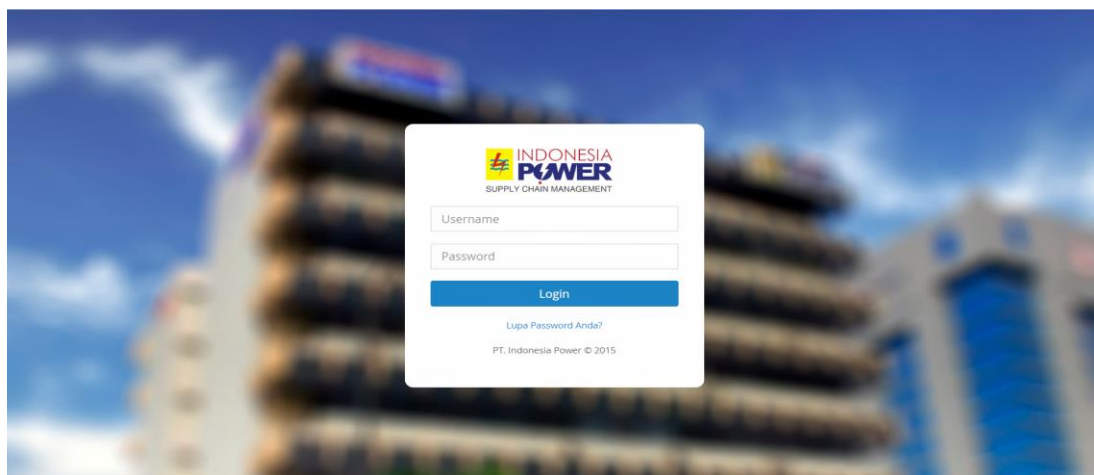 INDONESIA
POWER
SUPPLY CHAIN MANAGEMENT
Username
Password
Login
Lupa Password Anda?
PT. Indonesia Power © 2015